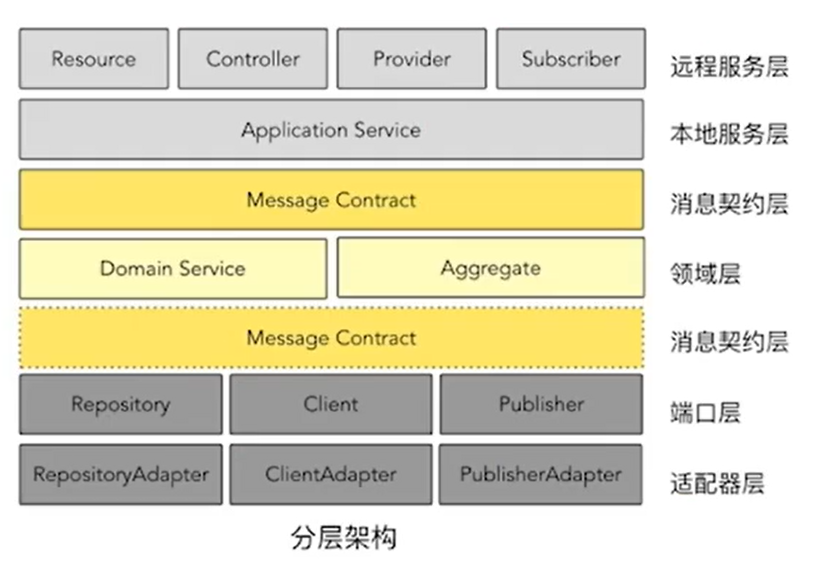 Resource Controller Provider Subscriber 远程服务层
Application Service 本地服务层
Message Contract 消息契约层
Domain Service Aggregate 领域层
Message Contract 消息契约层
Repository Client Publisher 端口层
RepositoryAdapter ClientAdapter PublisherAdapter 适配器层
分层架构